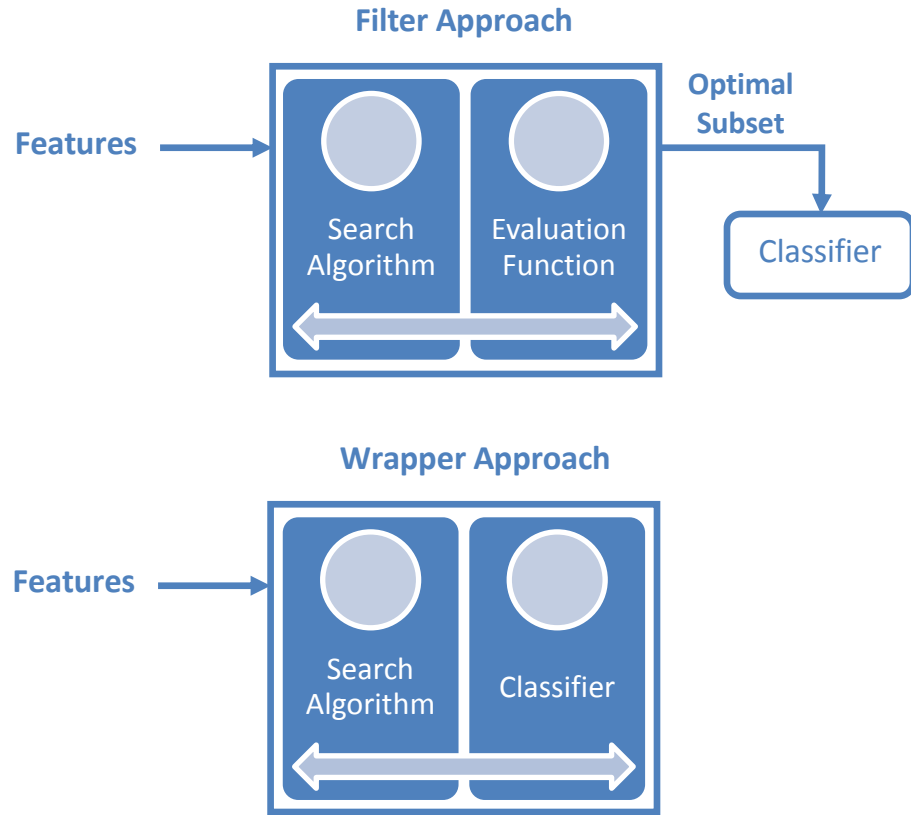 Filter Approach
Optimal
Subset
Features
Search
Algorithm
Evaluation
Function
Classifier
Wrapper Approach
Features
Search
Algorithm
Classifier